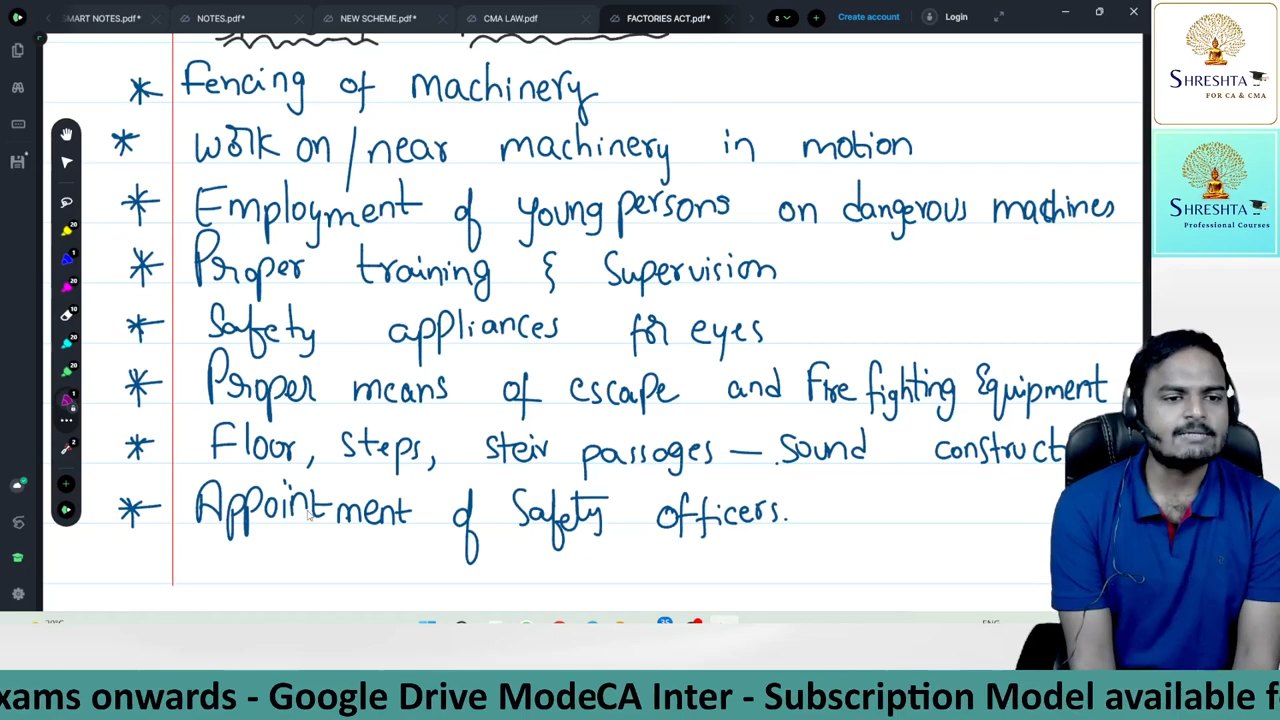 SMART NOTES.pdf* NOTES.pdf* NEW SCHEME.pdf* CMA LAW.pdf FACTORIES ACT.pdf* 8 Create account Login
* Fencing of machinery
* Work on / near machinery in motion
* Employment of young persons on dangerous machines
* Proper training & Supervision
* Safety appliances for eyes
* Proper means of escape and Fire fighting Equipment
* Floor, steps, steir passages — Sound construct
* Appointment of Safety officers.
SHRESHTA
FOR CA & CMA
SHRESHTA
Professional Courses
ENG
xams onwards - Google Drive ModeCA Inter - Subscription Model available f